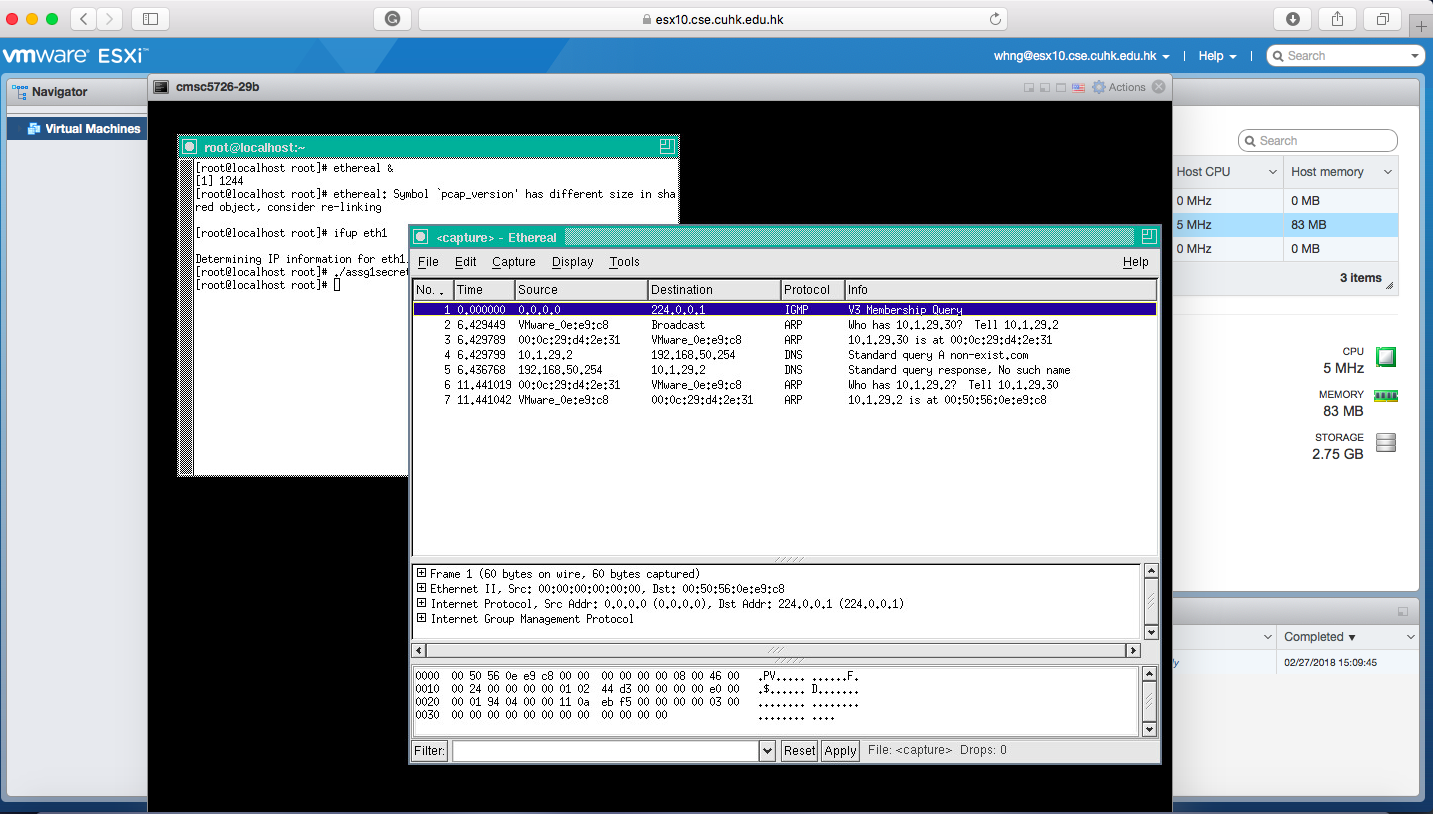 esx10.cse.cuhk.edu.hk
vmware ESXi™
whng@esx10.cse.cuhk.edu.hk | Help | Search
Navigator
Virtual Machines
cmsc5726-29b
Actions
root@localhost:~
[root@localhost root]# ethereal &
[1] 1244
[root@localhost root]# ethereal: Symbol `pcap_version' has different size in sha
red object, consider re-linking
[root@localhost root]# ifup eth1
Determining IP information for eth1.
[root@localhost root]# ./assg1secret
[root@localhost root]#
<capture> - Ethereal
File Edit Capture Display Tools Help
No. . Time Source Destination Protocol Info
1 0.000000 0.0.0.0 224.0.0.1 IGMP V3 Membership Query
2 6.429449 VMware_0e:e9:c8 Broadcast ARP Who has 10.1.29.30? Tell 10.1.29.2
3 6.429789 00:0c:29:d4:2e:31 VMware_0e:e9:c8 ARP 10.1.29.30 is at 00:0c:29:d4:2e:31
4 6.429799 10.1.29.2 192.168.50.254 DNS Standard query A non-exist.com
5 6.436768 192.168.50.254 10.1.29.2 DNS Standard query response, No such name
6 11.441019 00:0c:29:d4:2e:31 VMware_0e:e9:c8 ARP Who has 10.1.29.2? Tell 10.1.29.30
7 11.441042 VMware_0e:e9:c8 00:0c:29:d4:2e:31 ARP 10.1.29.2 is at 00:50:56:0e:e9:c8
Frame 1 (60 bytes on wire, 60 bytes captured)
Ethernet II, Src: 00:00:00:00:00:00, Dst: 00:50:56:0e:e9:c8
Internet Protocol, Src Addr: 0.0.0.0 (0.0.0.0), Dst Addr: 224.0.0.1 (224.0.0.1)
Internet Group Management Protocol
0000 00 50 56 0e e9 c8 00 00 00 00 00 00 08 00 46 00 .PV..... ......F.
0010 00 24 00 00 00 00 01 02 44 d3 00 00 00 00 e0 00 .$...... D.......
0020 00 01 94 04 00 00 11 0a eb f5 00 00 00 00 03 00 ........ ........
0030 00 00 00 00 00 00 00 00 00 00 00 00 ........ ....
Filter: Reset Apply File: <capture> Drops: 0
Search
Host CPU Host memory
0 MHz 0 MB
5 MHz 83 MB
0 MHz 0 MB
3 items
CPU
5 MHz
MEMORY
83 MB
STORAGE
2.75 GB
Completed ▼
y 02/27/2018 15:09:45